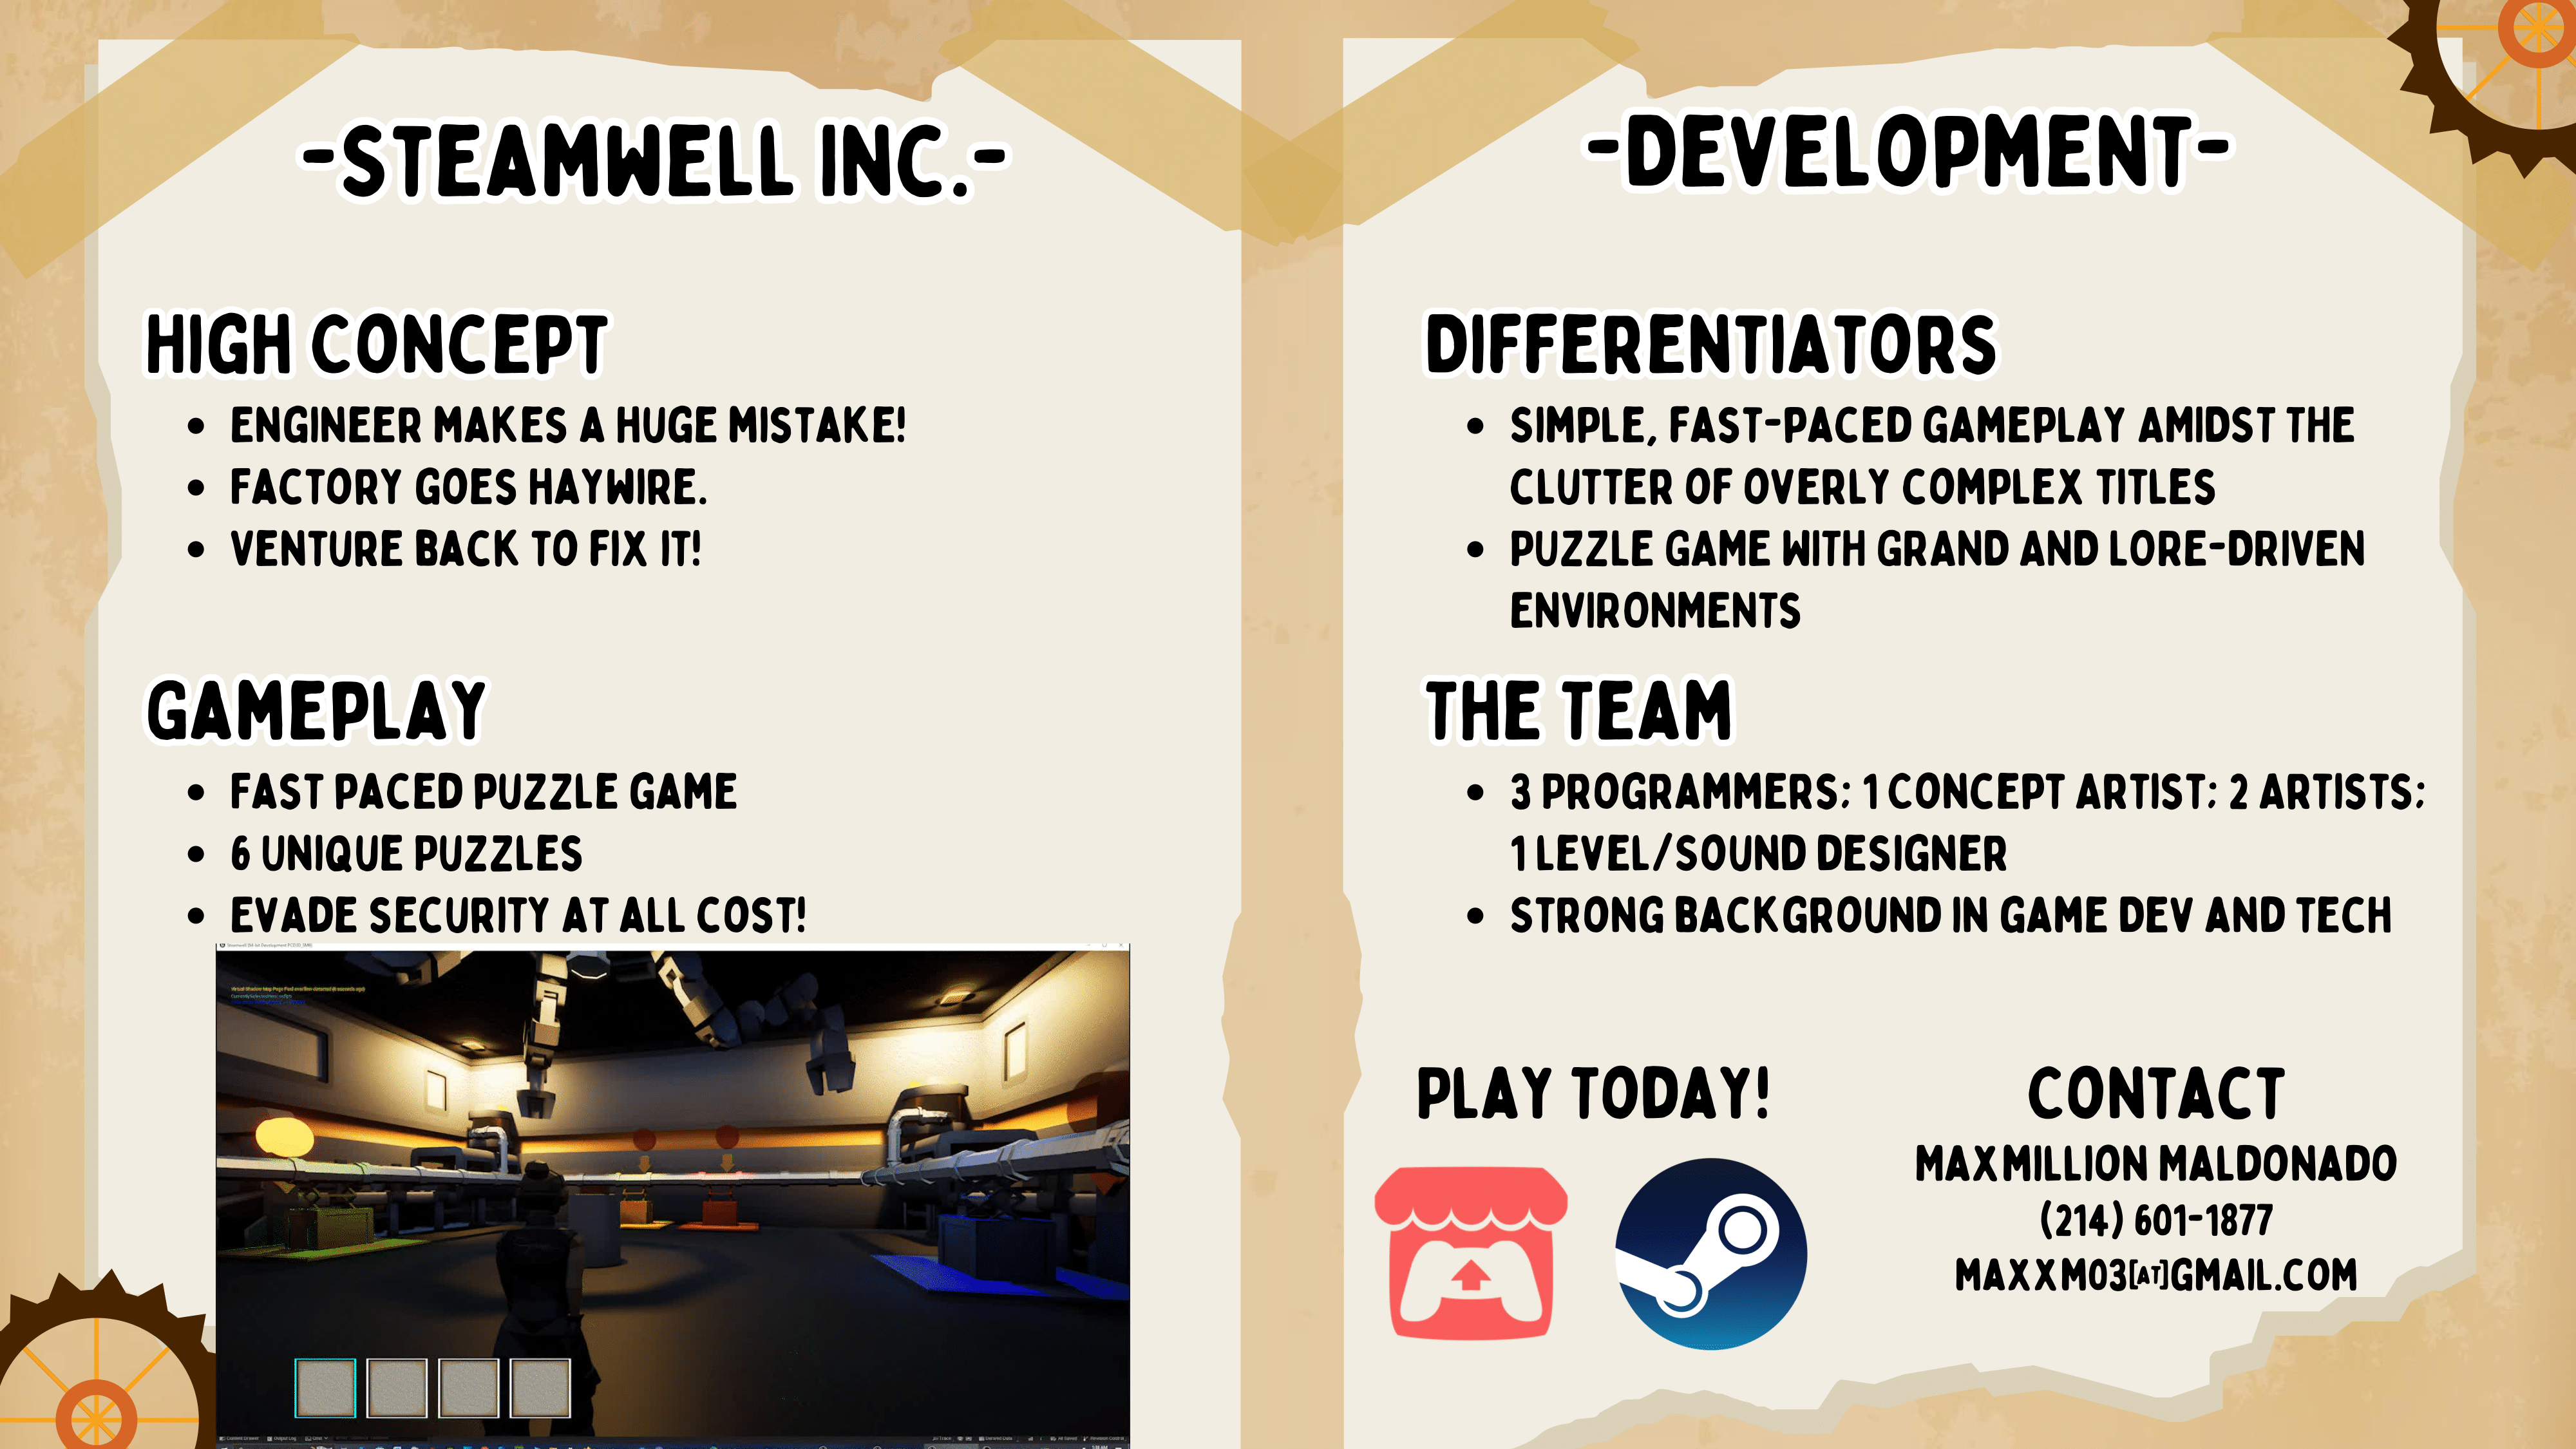 -STEAMWELL INC.-
HIGH CONCEPT
• ENGINEER MAKES A HUGE MISTAKE!
• FACTORY GOES HAYWIRE.
• VENTURE BACK TO FIX IT!
GAMEPLAY
• FAST PACED PUZZLE GAME
• 6 UNIQUE PUZZLES
• EVADE SECURITY AT ALL COST!
-DEVELOPMENT-
DIFFERENTIATORS
• SIMPLE, FAST-PACED GAMEPLAY AMIDST THE
CLUTTER OF OVERLY COMPLEX TITLES
• PUZZLE GAME WITH GRAND AND LORE-DRIVEN
ENVIRONMENTS
THE TEAM
• 3 PROGRAMMERS; 1 CONCEPT ARTIST; 2 ARTISTS;
1 LEVEL/SOUND DESIGNER
• STRONG BACKGROUND IN GAME DEV AND TECH
PLAY TODAY!
CONTACT
MAXMILLION MALDONADO
(214) 601-1877
MAXXM03[AT]GMAIL.COM